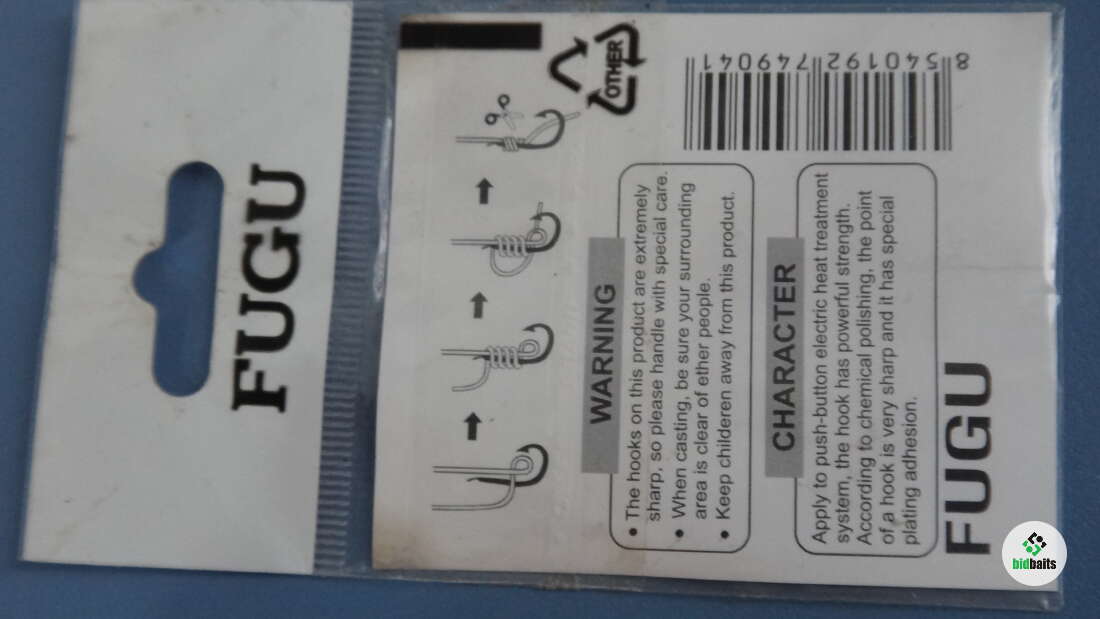 FUGU
OTHER
8 540192 749041
WARNING
• The hooks on this product are extremely
sharp, so please handle with special care.
• When casting, be sure your surrounding
area is clear of ether people.
• Keep childeren away from this product.
CHARACTER
Apply to push-button electric heat treatment
system, the hook has powerful strength.
According to chemical polishing, the point
of a hook is very sharp and it has special
plating adhesion.
FUGU
bidbaits